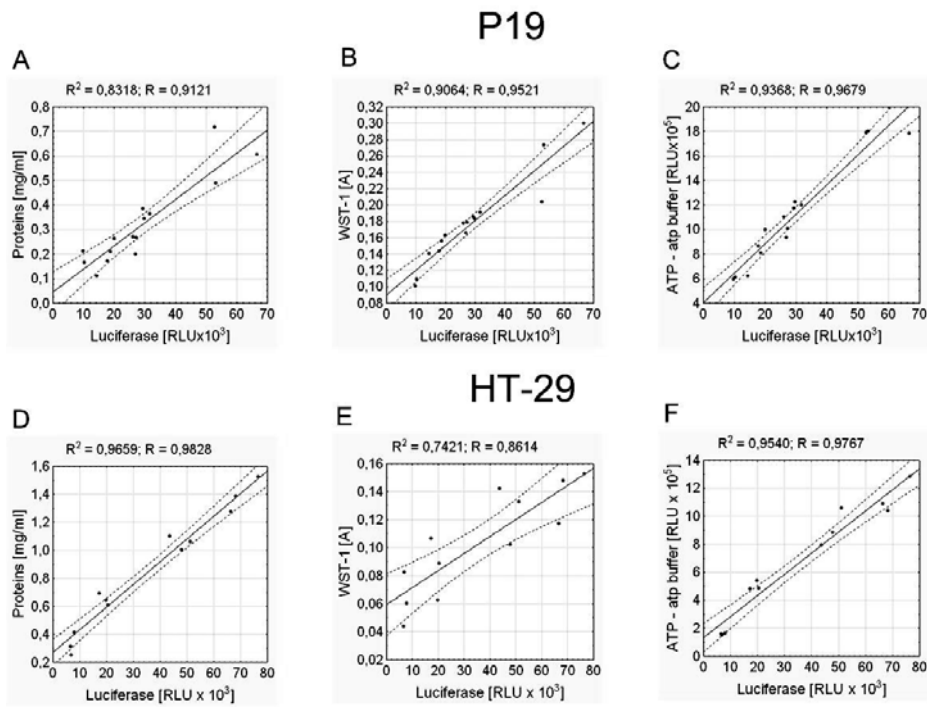 P19
A
R² = 0,8318; R = 0,9121
Proteins [mg/ml]
0,8
0,7
0,6
0,5
0,4
0,3
0,2
0,1
0,0
0 10 20 30 40 50 60 70
Luciferase [RLUx10³]
B
R² = 0,9064; R = 0,9521
WST-1 [A]
0,32
0,30
0,28
0,26
0,24
0,22
0,20
0,18
0,16
0,14
0,12
0,10
0,08
0 10 20 30 40 50 60 70
Luciferase [RLUx10³]
C
R² = 0,9368; R = 0,9679
ATP - atp buffer [RLUx10⁵]
20
18
16
14
12
10
8
6
4
0 10 20 30 40 50 60 70
Luciferase [RLUx10³]
HT-29
D
R² = 0,9659; R = 0,9828
Proteins [mg/ml]
1,6
1,4
1,2
1,0
0,8
0,6
0,4
0,2
0 10 20 30 40 50 60 70 80
Luciferase [RLU x 10³]
E
R² = 0,7421; R = 0,8614
WST-1 [A]
0,16
0,14
0,12
0,10
0,08
0,06
0,04
0,02
0 10 20 30 40 50 60 70 80
Luciferase [RLU x 10³]
F
R² = 0,9540; R = 0,9767
ATP - atp buffer [RLU x 10⁵]
14
12
10
8
6
4
2
0
0 10 20 30 40 50 60 70 80
Luciferase [RLU x 10³]